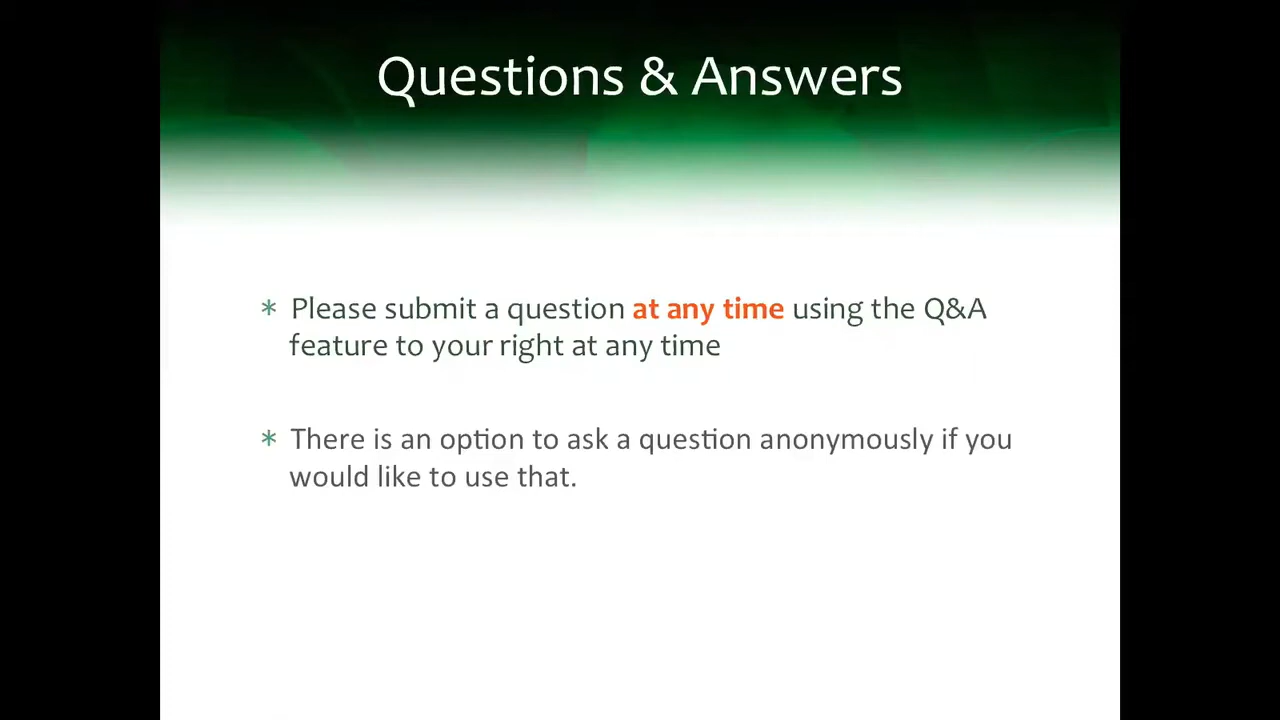 Questions & Answers
* Please submit a question at any time using the Q&A
feature to your right at any time
* There is an option to ask a question anonymously if you
would like to use that.